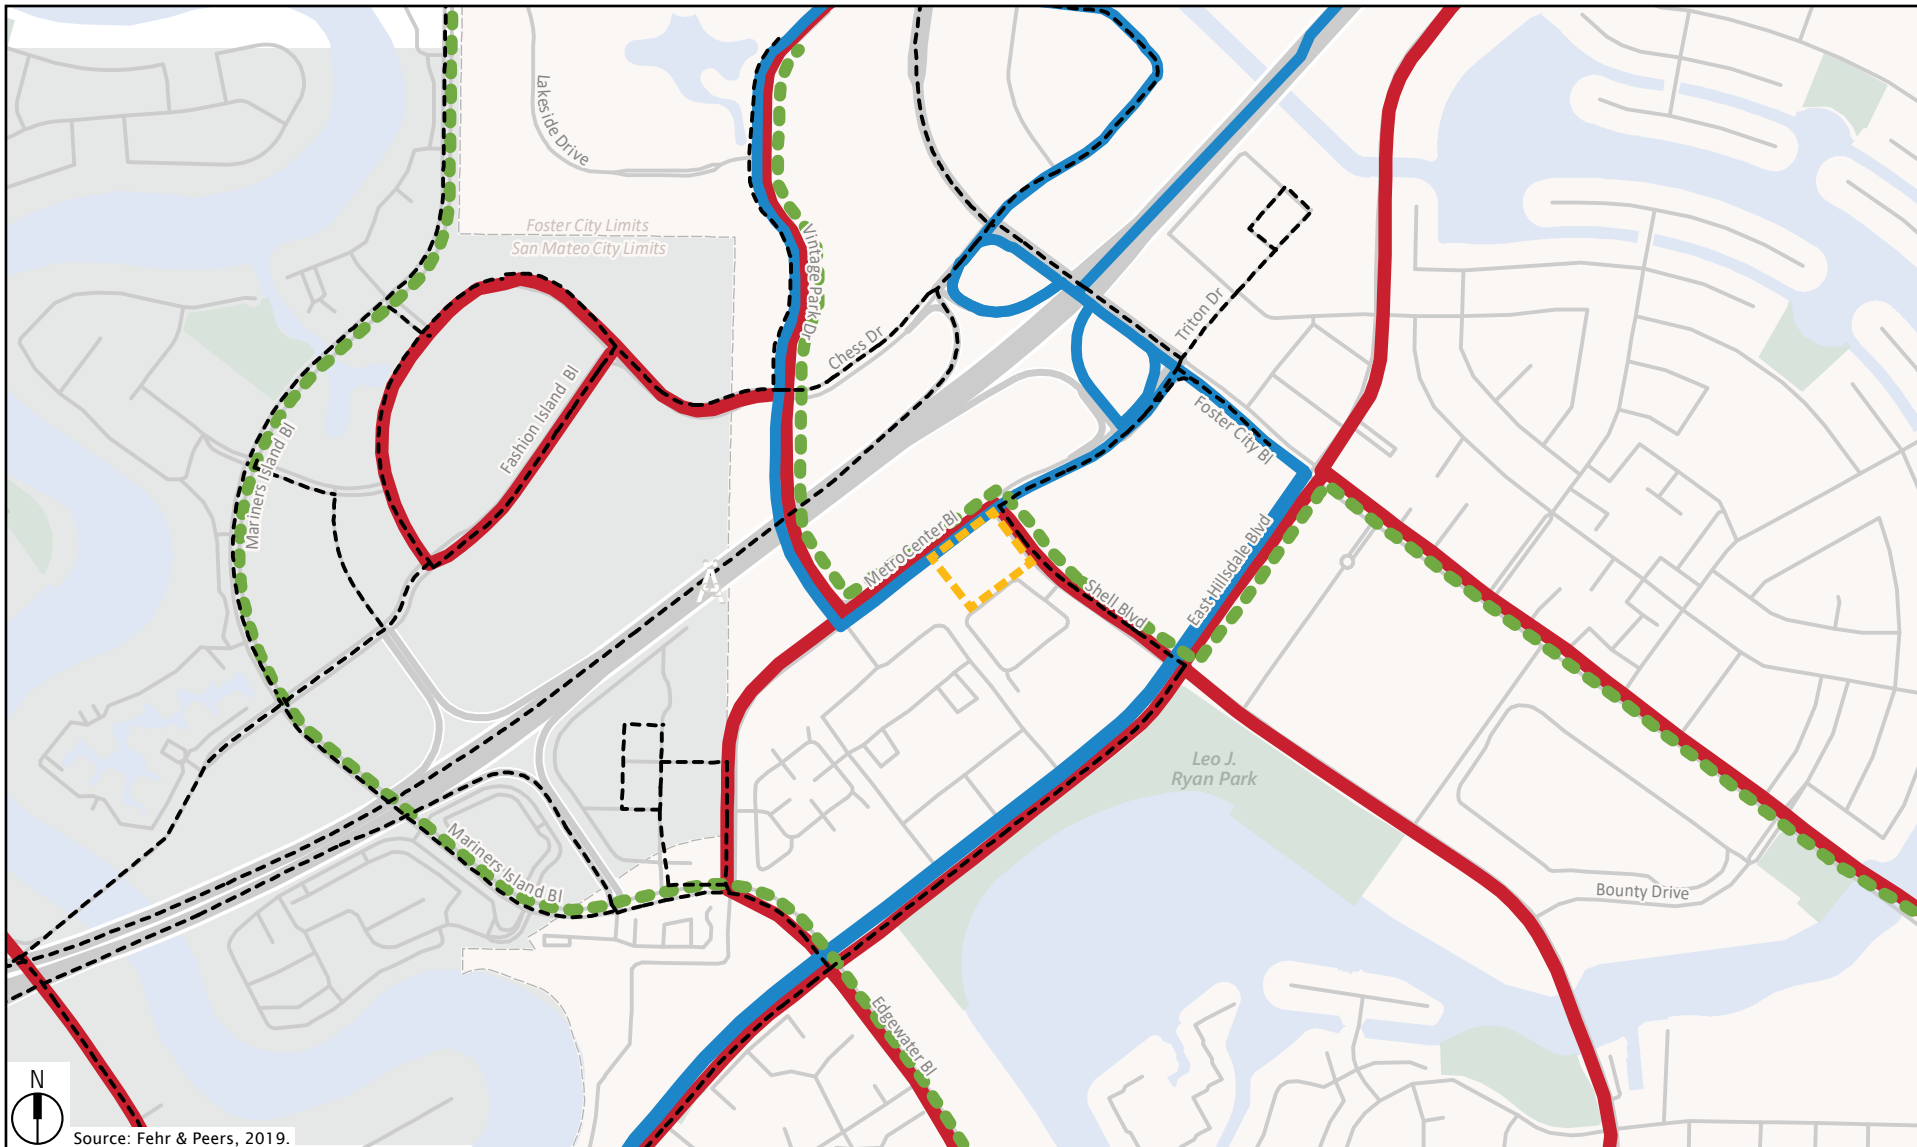 Lakeside Drive
Foster City Limits
San Mateo City Limits
Vintage Park Dr
Chess Dr
Triton Dr
Fashion Island Bl
Foster City Bl
Mariners Island Bl
MetroCenter Bl
East Hillsdale Blvd
Shell Blvd
Leo J.
Ryan Park
Mariners Island Bl
Bounty Drive
Edgewater Bl
N
Source: Fehr & Peers, 2019.